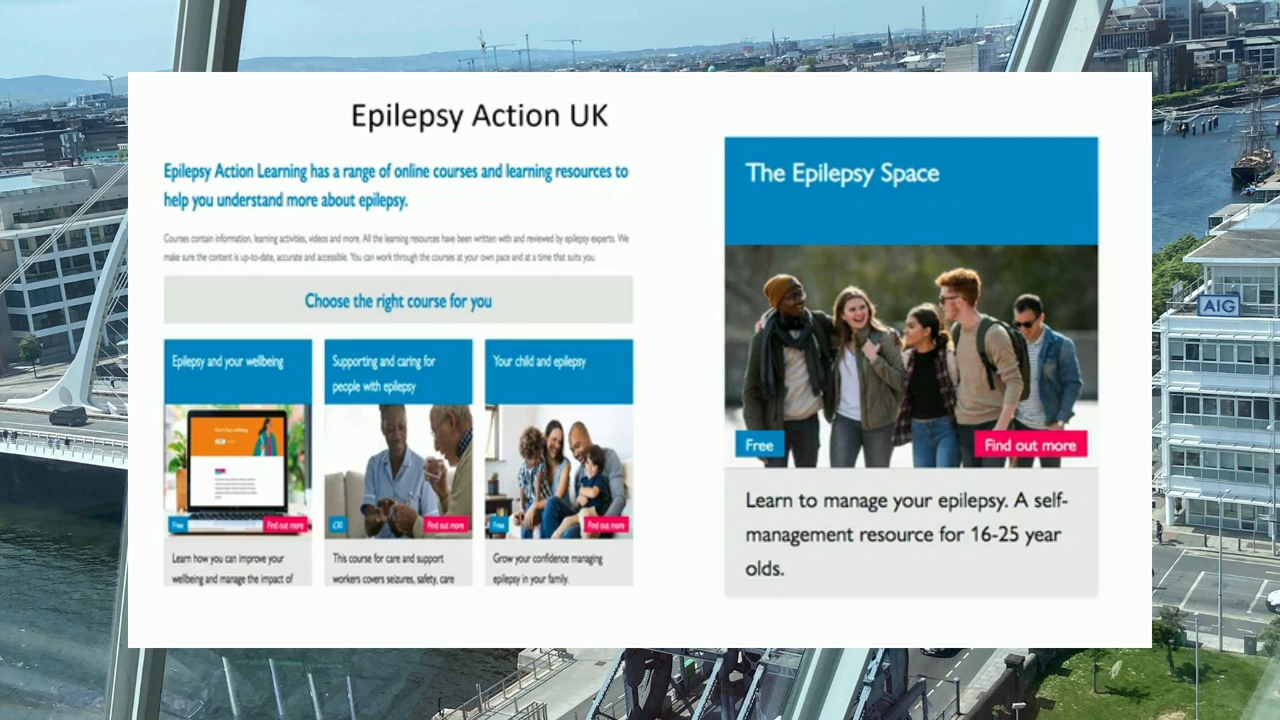 Epilepsy Action UK
Epilepsy Action Learning has a range of online courses and learning resources to
help you understand more about epilepsy.
Courses contain information, learning activities, videos and more. All the learning resources have been written with and reviewed by epilepsy experts. We
make sure the content is up-to-date, accurate and accessible. You can work through the courses at your own pace and at a time that suits you.
Choose the right course for you
Epilepsy and your wellbeing
Free
Find out more
Learn how you can improve your
wellbeing and manage the impact of
Supporting and caring for
people with epilepsy
£30
Find out more
This course for care and support
workers covers seizures, safety, care
Your child and epilepsy
Free
Find out more
Grow your confidence managing
epilepsy in your family.
The Epilepsy Space
Free
Find out more
Learn to manage your epilepsy. A self-
management resource for 16-25 year
olds.
AIG